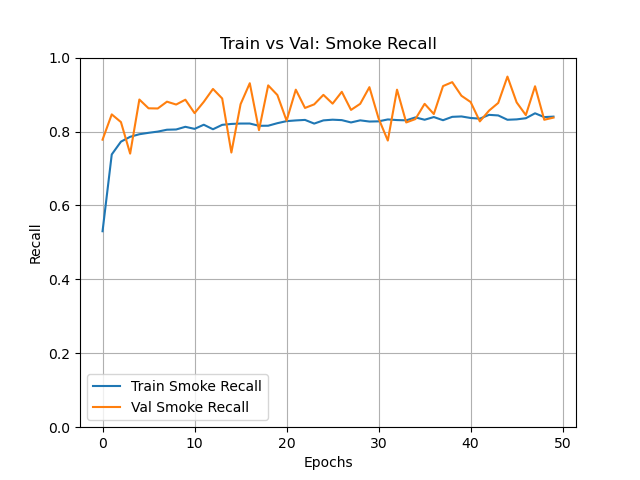 Train vs Val: Smoke Recall
1.0
0.8
0.6
0.4
0.2
0.0
Recall
Train Smoke Recall
Val Smoke Recall
0 10 20 30 40 50
Epochs